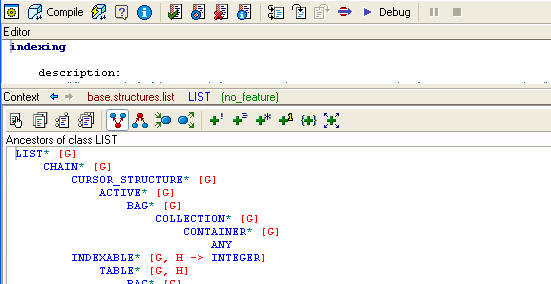 Compile Debug
Editor
indexing
description:
Context base.structures.list LIST (no_feature)
Ancestors of class LIST
LIST* [G]
CHAIN* [G]
CURSOR_STRUCTURE* [G]
ACTIVE* [G]
BAG* [G]
COLLECTION* [G]
CONTAINER* [G]
ANY
INDEXABLE* [G, H -> INTEGER]
TABLE* [G, H]
BAG* [G]